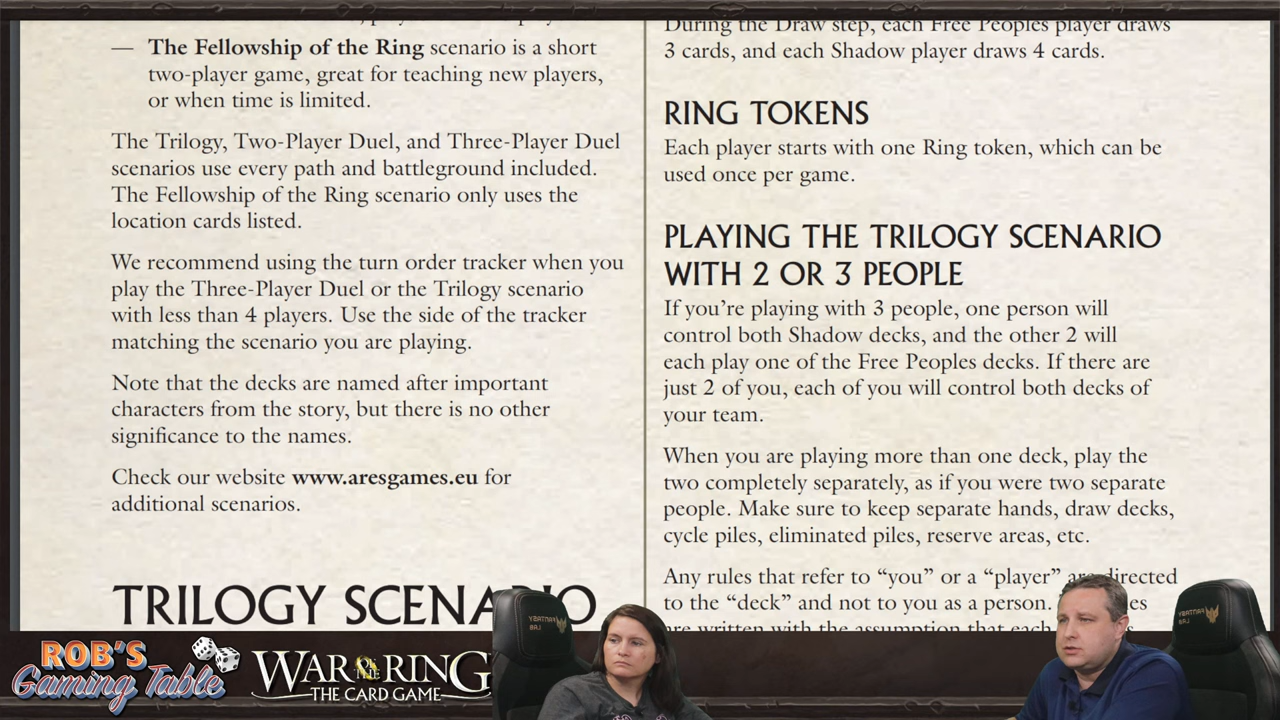 — The Fellowship of the Ring scenario is a short
two-player game, great for teaching new players,
or when time is limited.
The Trilogy, Two-Player Duel, and Three-Player Duel
scenarios use every path and battleground included.
The Fellowship of the Ring scenario only uses the
location cards listed.
We recommend using the turn order tracker when you
play the Three-Player Duel or the Trilogy scenario
with less than 4 players. Use the side of the tracker
matching the scenario you are playing.
Note that the decks are named after important
characters from the story, but there is no other
significance to the names.
Check our website www.aresgames.eu for
additional scenarios.
TRILOGY SCENARIO
During the Draw step, each Free Peoples player draws
3 cards, and each Shadow player draws 4 cards.
RING TOKENS
Each player starts with one Ring token, which can be
used once per game.
PLAYING THE TRILOGY SCENARIO
WITH 2 OR 3 PEOPLE
If you’re playing with 3 people, one person will
control both Shadow decks, and the other 2 will
each play one of the Free Peoples decks. If there are
just 2 of you, each of you will control both decks of
your team.
When you are playing more than one deck, play the
two completely separately, as if you were two separate
people. Make sure to keep separate hands, draw decks,
cycle piles, eliminated piles, reserve areas, etc.
Any rules that refer to “you” or a “player” are directed
to the “deck” and not to you as a person.
are written with the assumption that each
ROB'S
Gaming Table
WAR OF THE RING
THE CARD GAME
FANTASY
LAB
FANTASY
LAB